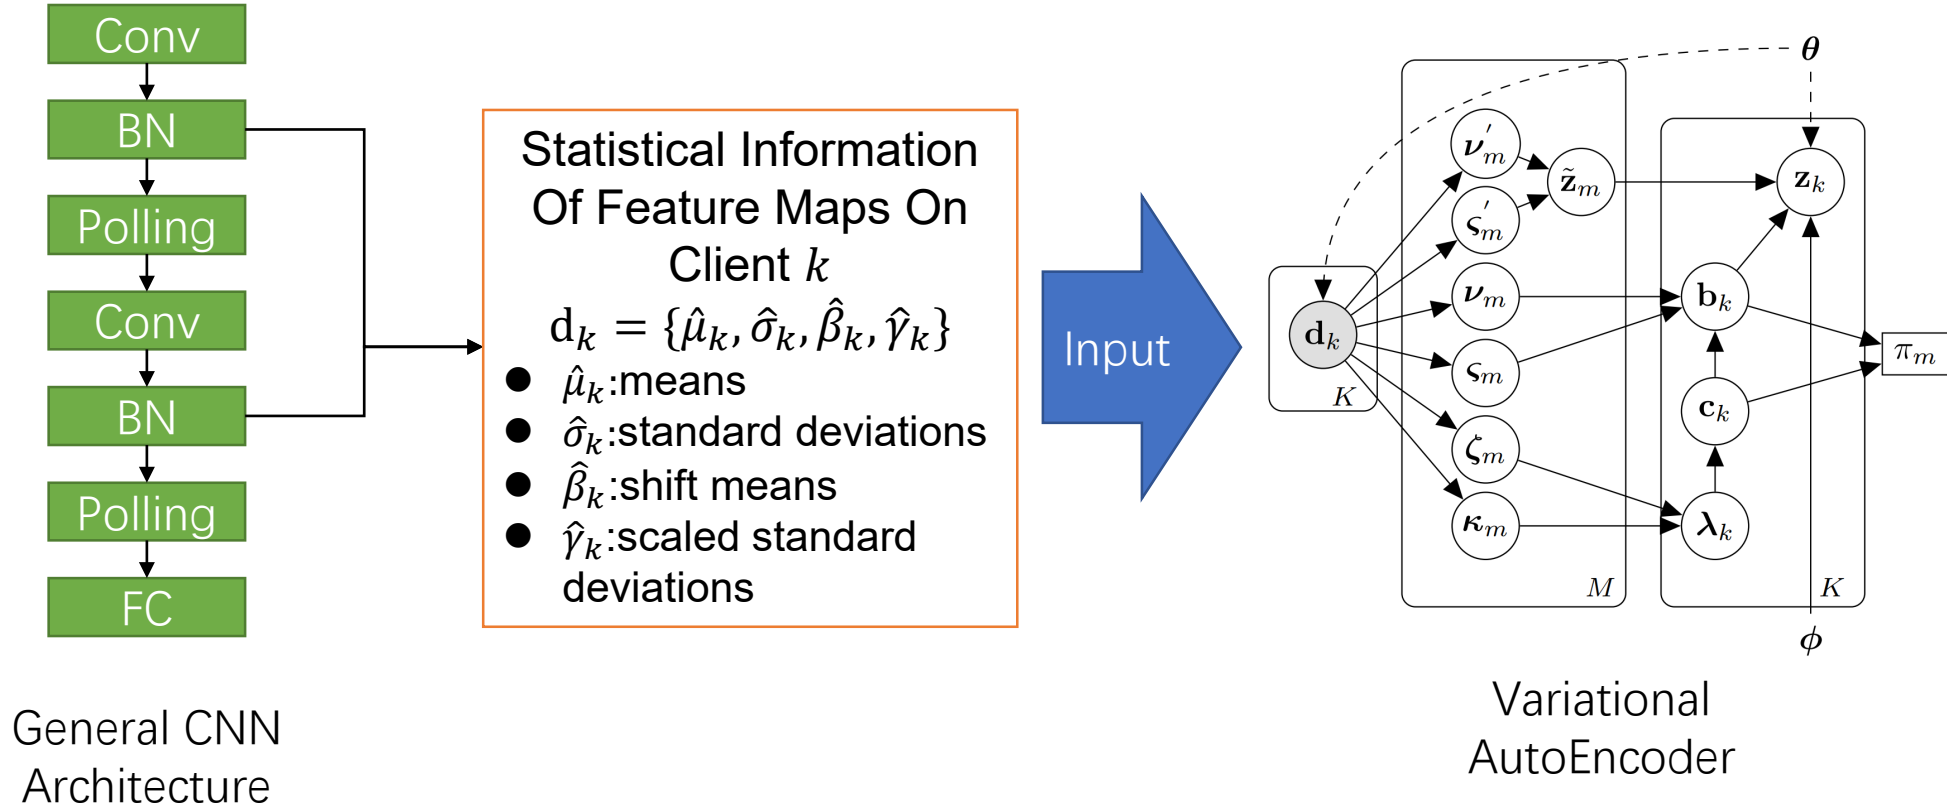 Conv
BN
Polling
Conv
BN
Polling
FC
General CNN
Architecture
Statistical Information
Of Feature Maps On
Client k
d_k = {μ̂_k, σ̂_k, β̂_k, γ̂_k}
● μ̂_k:means
● σ̂_k:standard deviations
● β̂_k:shift means
● γ̂_k:scaled standard
deviations
Input
θ
ν′_m
z̃_m
z_k
ς′_m
ν_m
b_k
d_k
K
ς_m
π_m
c_k
ζ_m
κ_m
λ_k
M
K
ϕ
Variational
AutoEncoder